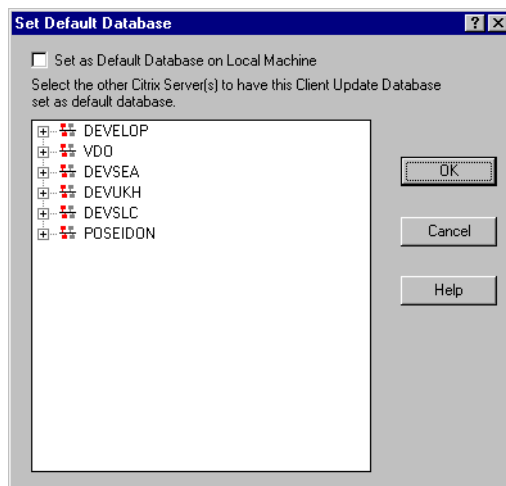 Set Default Database
Set as Default Database on Local Machine
Select the other Citrix Server(s) to have this Client Update Database
set as default database.
DEVELOP
VDO
DEVSEA
DEVUKH
DEVSLC
POSEIDON
OK
Cancel
Help